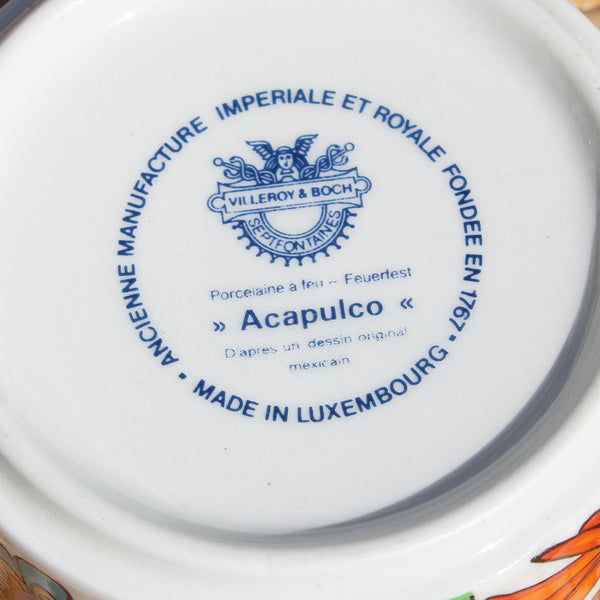 ANCIENNE MANUFACTURE IMPERIALE ET ROYALE FONDEE EN 1767 •
MADE IN LUXEMBOURG •
VILLEROY & BOCH
SEPTFONTAINES
Porcelaine à feu – Feuerfest
» Acapulco «
D'après un dessin original
mexicain